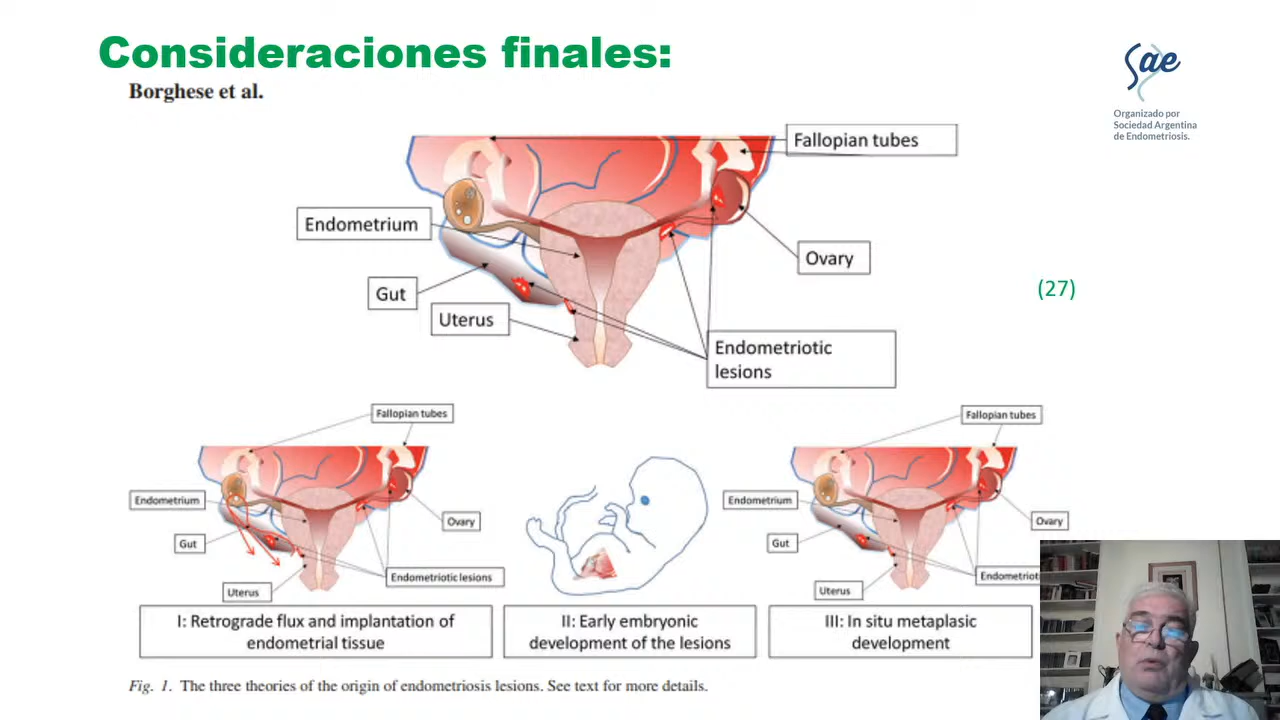 Consideraciones finales:
Borghese et al.
Organizado por
Sociedad Argentina
de Endometriosis.
sae
Fallopian tubes
Endometrium
Ovary
Gut
Uterus
(27)
Endometriotic
lesions
Fallopian tubes
Endometrium
Ovary
Gut
Endometriotic lesions
Uterus
Fallopian tubes
Endometrium
Ovary
Gut
Endometriot
Uterus
I: Retrograde flux and implantation of
endometrial tissue
II: Early embryonic
development of the lesions
III: In situ metaplasic
development
Fig. 1. The three theories of the origin of endometriosis lesions. See text for more details.